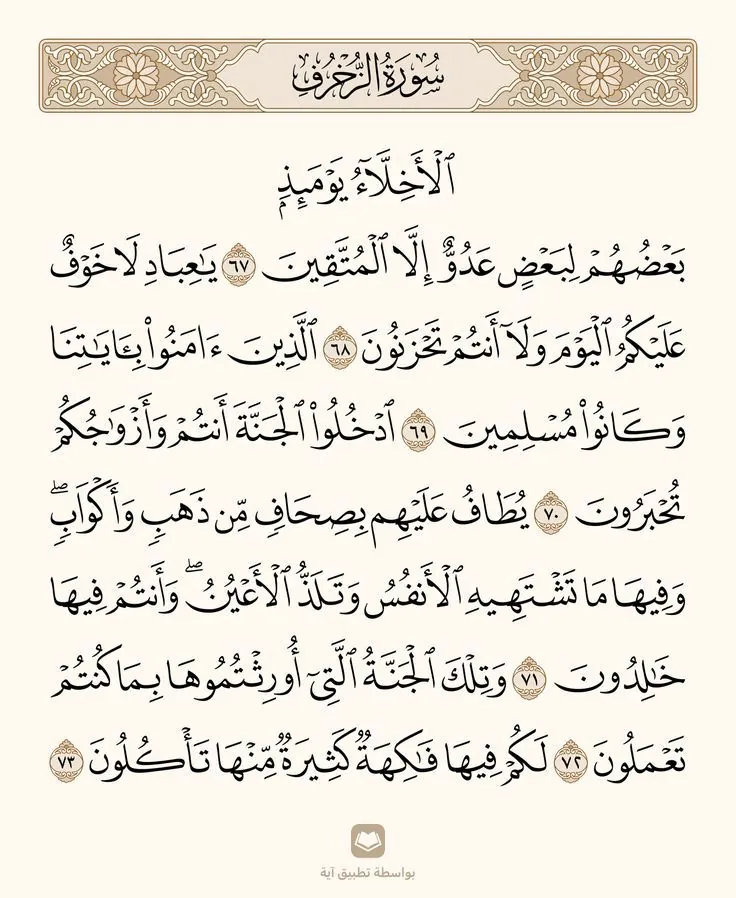 سُورَةُ الزُّخْرُفِ
ٱلْأَخِلَّآءُ يَوْمَئِذِۭ
بَعْضُهُمْ لِبَعْضٍ عَدُوٌّ إِلَّا ٱلْمُتَّقِينَ ٦٧ يَٰعِبَادِ لَا خَوْفٌ
عَلَيْكُمُ ٱلْيَوْمَ وَلَآ أَنتُمْ تَحْزَنُونَ ٦٨ ٱلَّذِينَ ءَامَنُوا۟ بِـَٔايَٰتِنَا
وَكَانُوا۟ مُسْلِمِينَ ٦٩ ٱدْخُلُوا۟ ٱلْجَنَّةَ أَنتُمْ وَأَزْوَٰجُكُمْ
تُحْبَرُونَ ٧٠ يُطَافُ عَلَيْهِم بِصِحَافٍ مِّن ذَهَبٍ وَأَكْوَابٍۖ
وَفِيهَا مَا تَشْتَهِيهِ ٱلْأَنفُسُ وَتَلَذُّ ٱلْأَعْيُنُۖ وَأَنتُمْ فِيهَا
خَٰلِدُونَ ٧١ وَتِلْكَ ٱلْجَنَّةُ ٱلَّتِىٓ أُورِثْتُمُوهَا بِمَا كُنتُمْ
تَعْمَلُونَ ٧٢ لَكُمْ فِيهَا فَٰكِهَةٌ كَثِيرَةٌ مِّنْهَا تَأْكُلُونَ ٧٣
بواسطة تطبيق آية